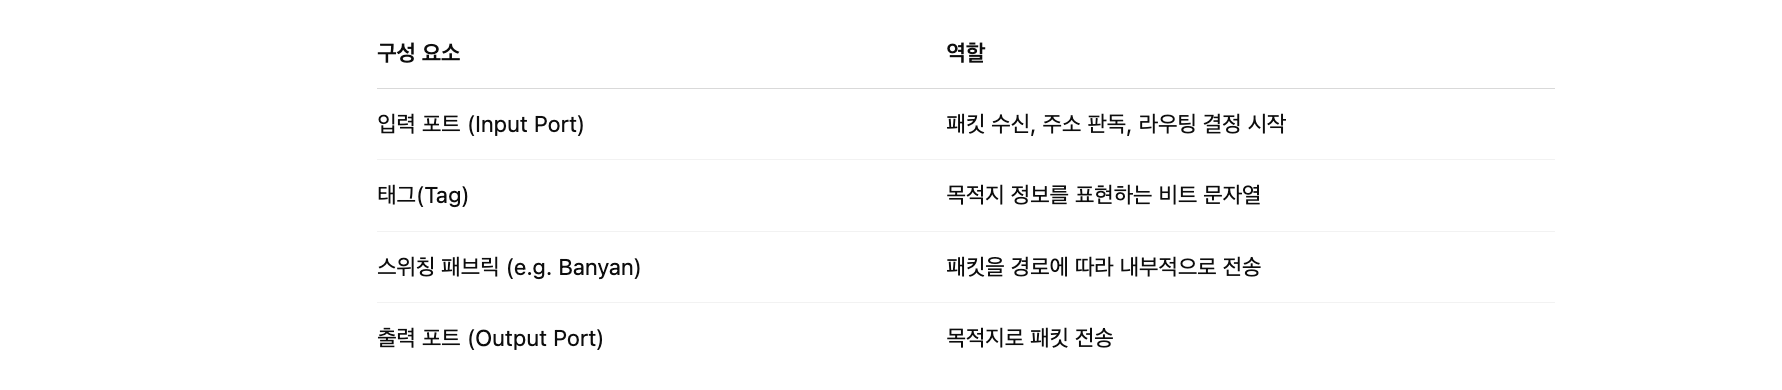 구성 요소 역할
입력 포트 (Input Port) 패킷 수신, 주소 판독, 라우팅 결정 시작
태그(Tag) 목적지 정보를 표현하는 비트 문자열
스위칭 패브릭 (e.g. Banyan) 패킷을 경로에 따라 내부적으로 전송
출력 포트 (Output Port) 목적지로 패킷 전송